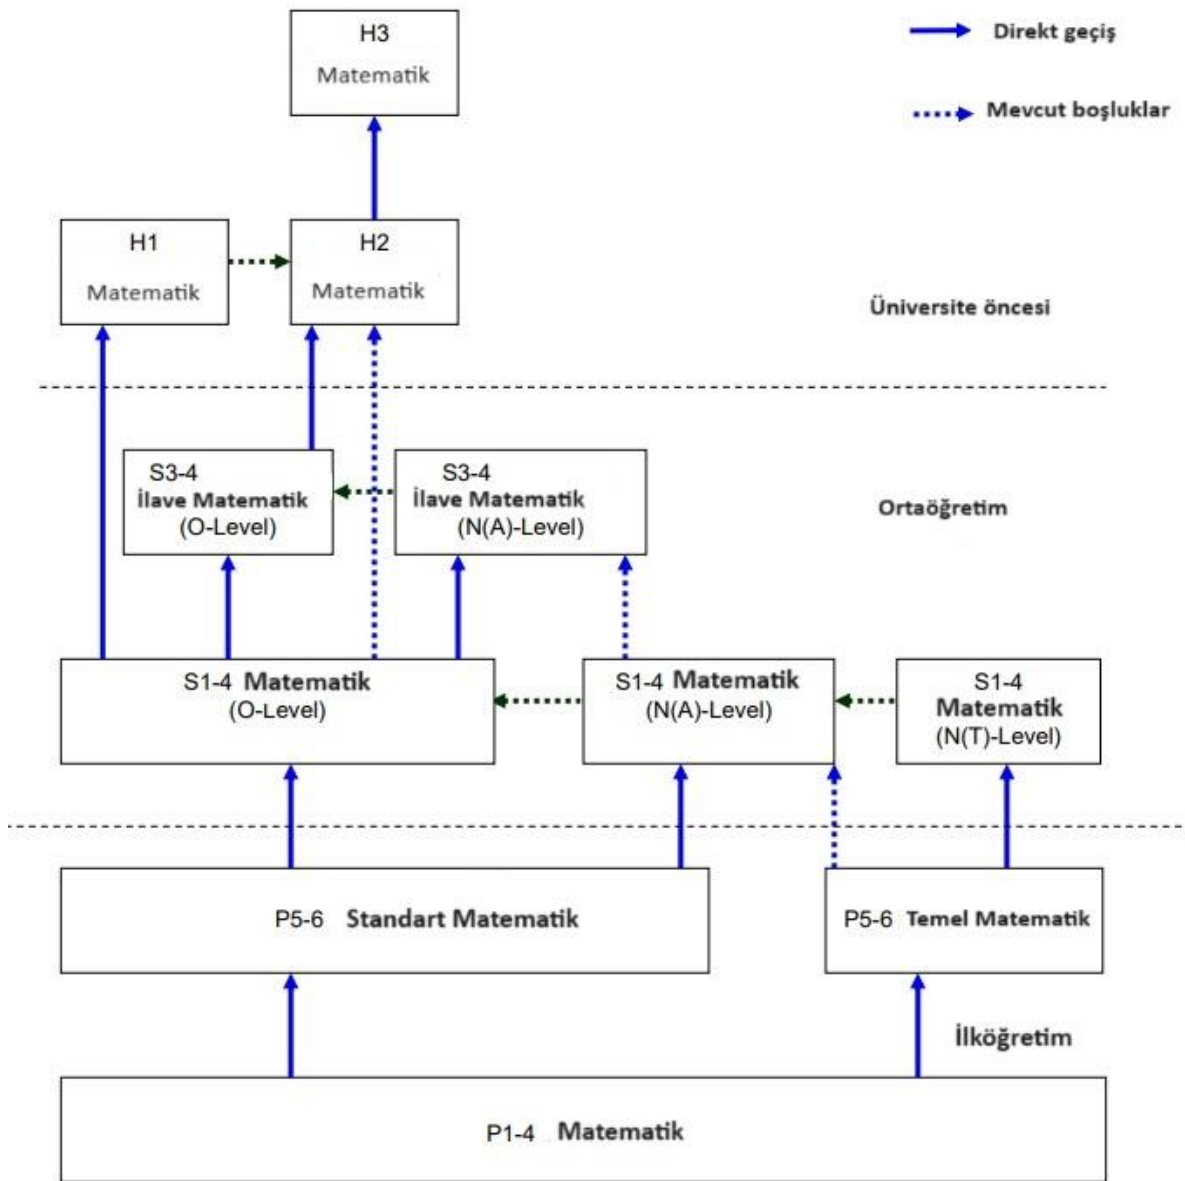 H3
Matematik
Direkt geçiş
Mevcut boşluklar
H1
Matematik
H2
Matematik
Üniversite öncesi
S3-4
İlave Matematik
(O-Level)
S3-4
İlave Matematik
(N(A)-Level)
Ortaöğretim
S1-4 Matematik
(O-Level)
S1-4 Matematik
(N(A)-Level)
S1-4
Matematik
(N(T)-Level)
P5-6 Standart Matematik
P5-6 Temel Matematik
İlköğretim
P1-4 Matematik